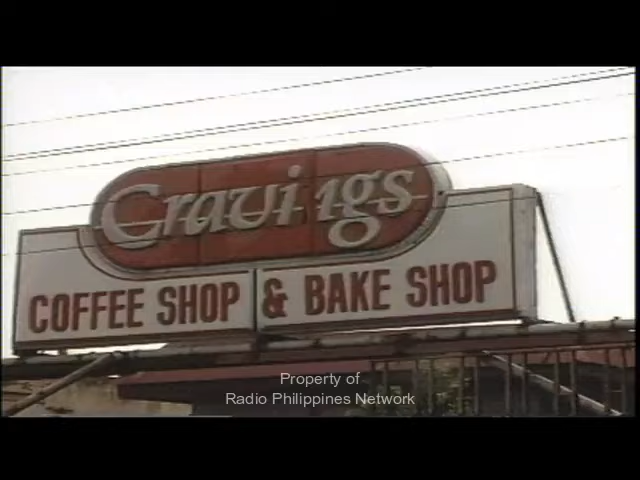 Cravings
COFFEE SHOP & BAKE SHOP
Property of
Radio Philippines Network